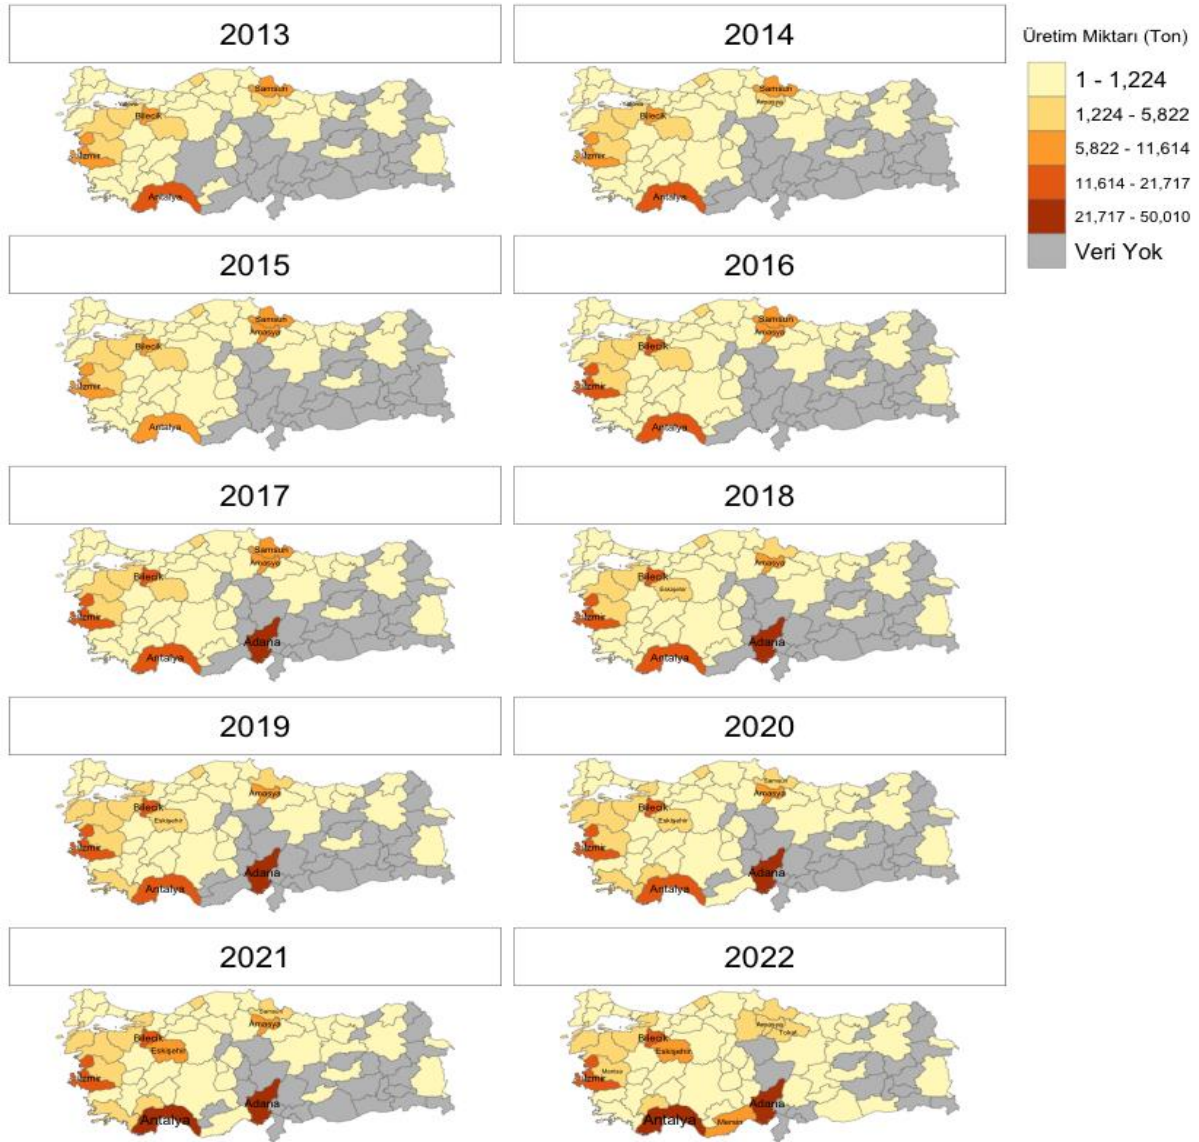 2013
2014
Üretim Miktarı (Ton)
1 - 1,224
1,224 - 5,822
5,822 - 11,614
11,614 - 21,717
21,717 - 50,010
Veri Yok
Samsun
Yalova
Bilecik
İzmir
Antalya
Samsun
Amasya
Yalova
Bilecik
İzmir
Antalya
2015
2016
Samsun
Amasya
Bilecik
İzmir
Antalya
Samsun
Amasya
Bilecik
İzmir
Antalya
2017
2018
Samsun
Amasya
Bilecik
İzmir
Adana
Antalya
Amasya
Bilecik
Eskişehir
İzmir
Adana
Antalya
2019
2020
Amasya
Bilecik
Eskişehir
İzmir
Adana
Antalya
Samsun
Amasya
Bilecik
Eskişehir
İzmir
Adana
Antalya
2021
2022
Samsun
Amasya
Bilecik
Eskişehir
İzmir
Adana
Antalya
Amasya
Tokat
Bilecik
Eskişehir
Manisa
İzmir
Adana
Antalya
Mersin